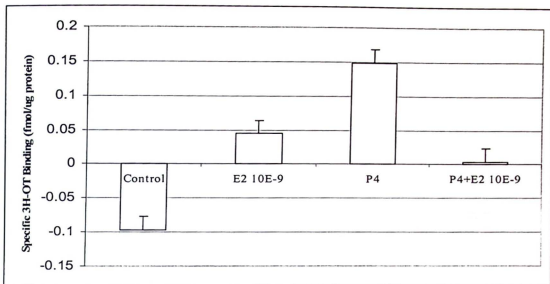 Specific 3H-OT Binding (fmol/ug protein)
0.2
0.15
0.1
0.05
0
-0.05
-0.1
-0.15
Control
E2 10E-9
P4
P4+E2 10E-9